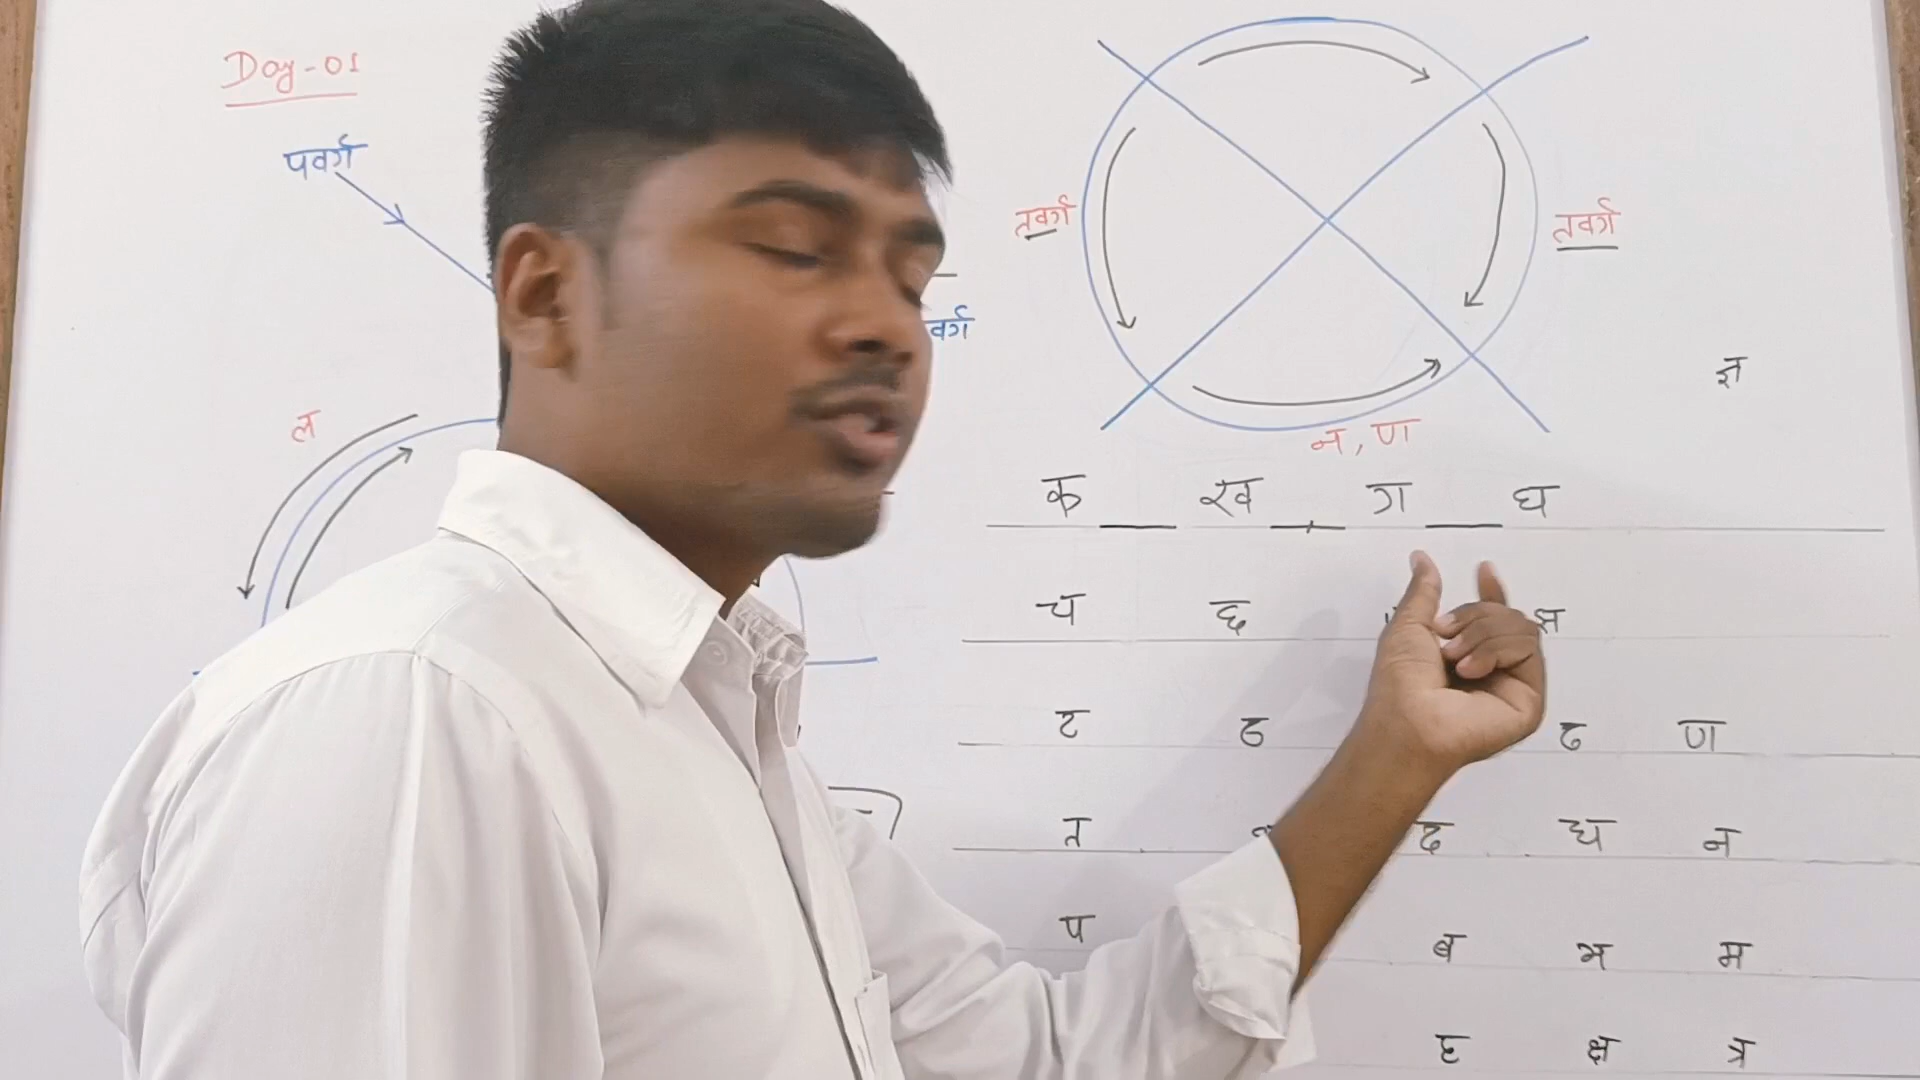 Day-01
पवर्ग
तवर्ग
तवर्ग
वर्ग
ज्ञ
ल
न, ण
क ख ग घ
च छ झ
ट ठ ढ ण
त द ध न
प ब भ म
ह क्ष त्र